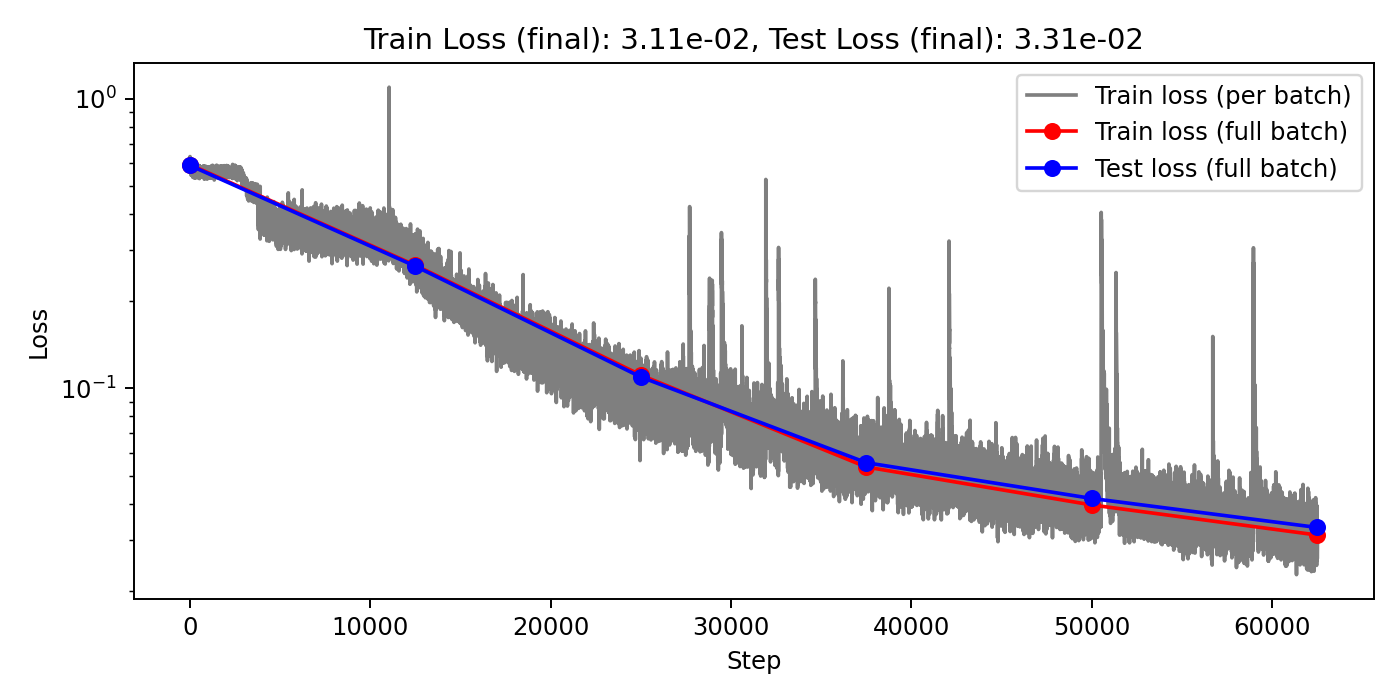 Train Loss (final): 3.11e-02, Test Loss (final): 3.31e-02
Train loss (per batch)
Train loss (full batch)
Test loss (full batch)
10⁰
10⁻¹
Loss
0 10000 20000 30000 40000 50000 60000
Step